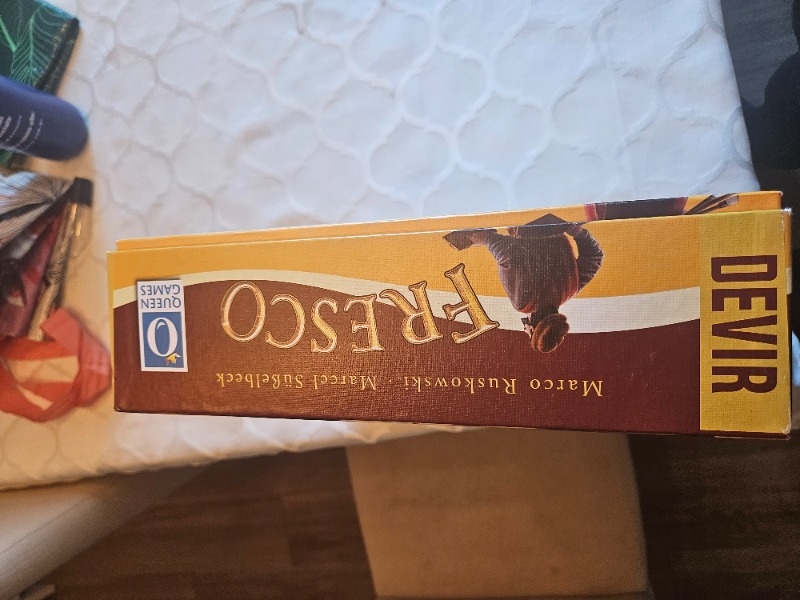 DEVIR
Marco Ruskowski · Marcel Süßelbeck
FRESCO
QUEEN
GAMES